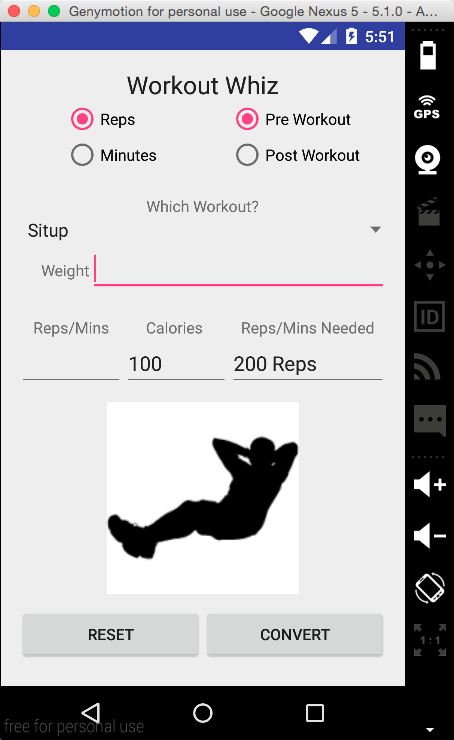 Genymotion for personal use - Google Nexus 5 - 5.1.0 - A...
5:51
Workout Whiz
Reps Pre Workout
Minutes Post Workout
Which Workout?
Situp
Weight
Reps/Mins Calories Reps/Mins Needed
100 200 Reps
RESET CONVERT
free for personal use
GPS
ID
1:1